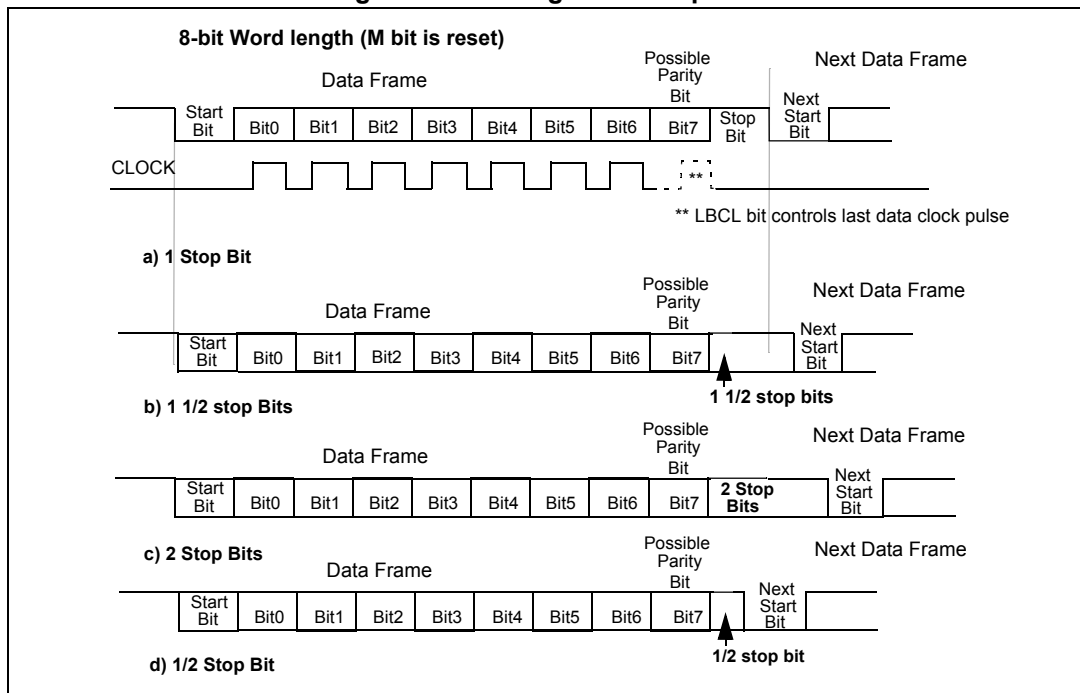 8-bit Word length (M bit is reset)
Possible
Parity
Bit
Next Data Frame
Data Frame
Start
Bit
Bit0 Bit1 Bit2 Bit3 Bit4 Bit5 Bit6 Bit7
Stop
Bit
Next
Start
Bit
CLOCK
**
** LBCL bit controls last data clock pulse
a) 1 Stop Bit
Possible
Parity
Bit
Next Data Frame
Data Frame
Start
Bit
Bit0 Bit1 Bit2 Bit3 Bit4 Bit5 Bit6 Bit7
Next
Start
Bit
1 1/2 stop bits
b) 1 1/2 stop Bits
Possible
Parity
Bit
Next Data Frame
Data Frame
Start
Bit
Bit0 Bit1 Bit2 Bit3 Bit4 Bit5 Bit6 Bit7
2 Stop
Bits
Next
Start
Bit
c) 2 Stop Bits
Possible
Parity
Bit
Next Data Frame
Data Frame
Start
Bit
Bit0 Bit1 Bit2 Bit3 Bit4 Bit5 Bit6 Bit7
Next
Start
Bit
1/2 stop bit
d) 1/2 Stop Bit